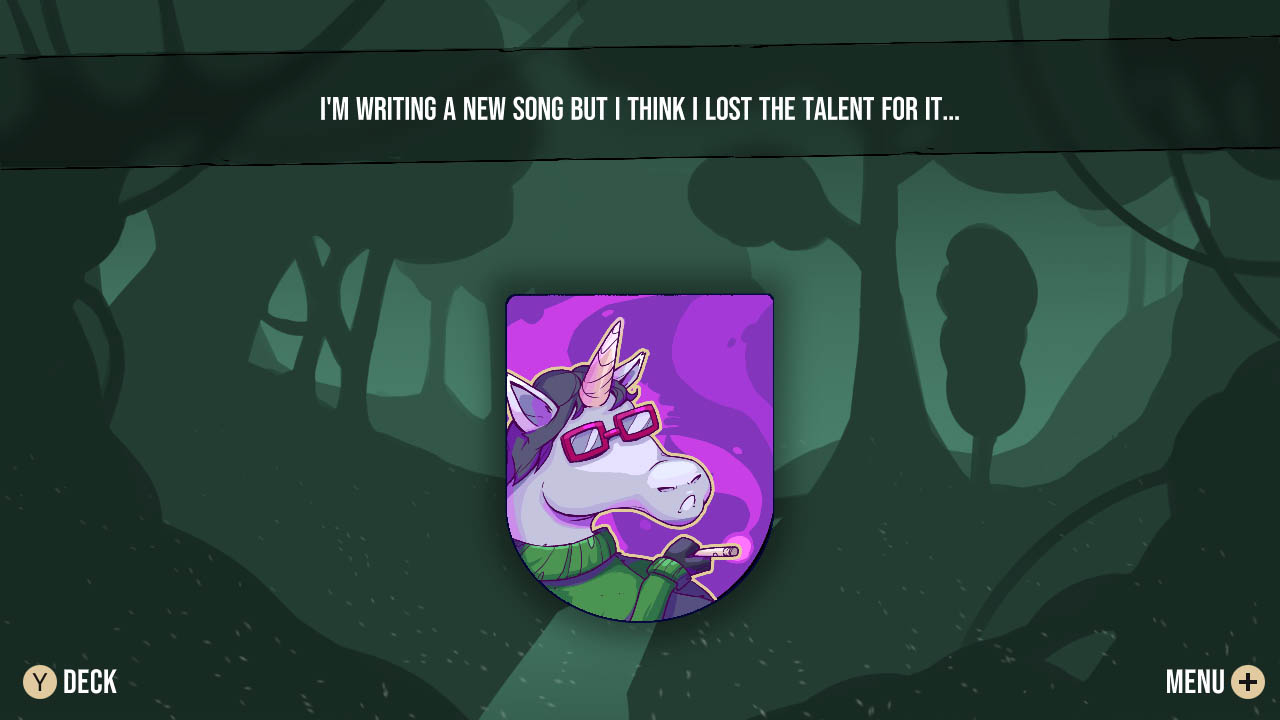 I'M WRITING A NEW SONG BUT I THINK I LOST THE TALENT FOR IT...
Y DECK
MENU +